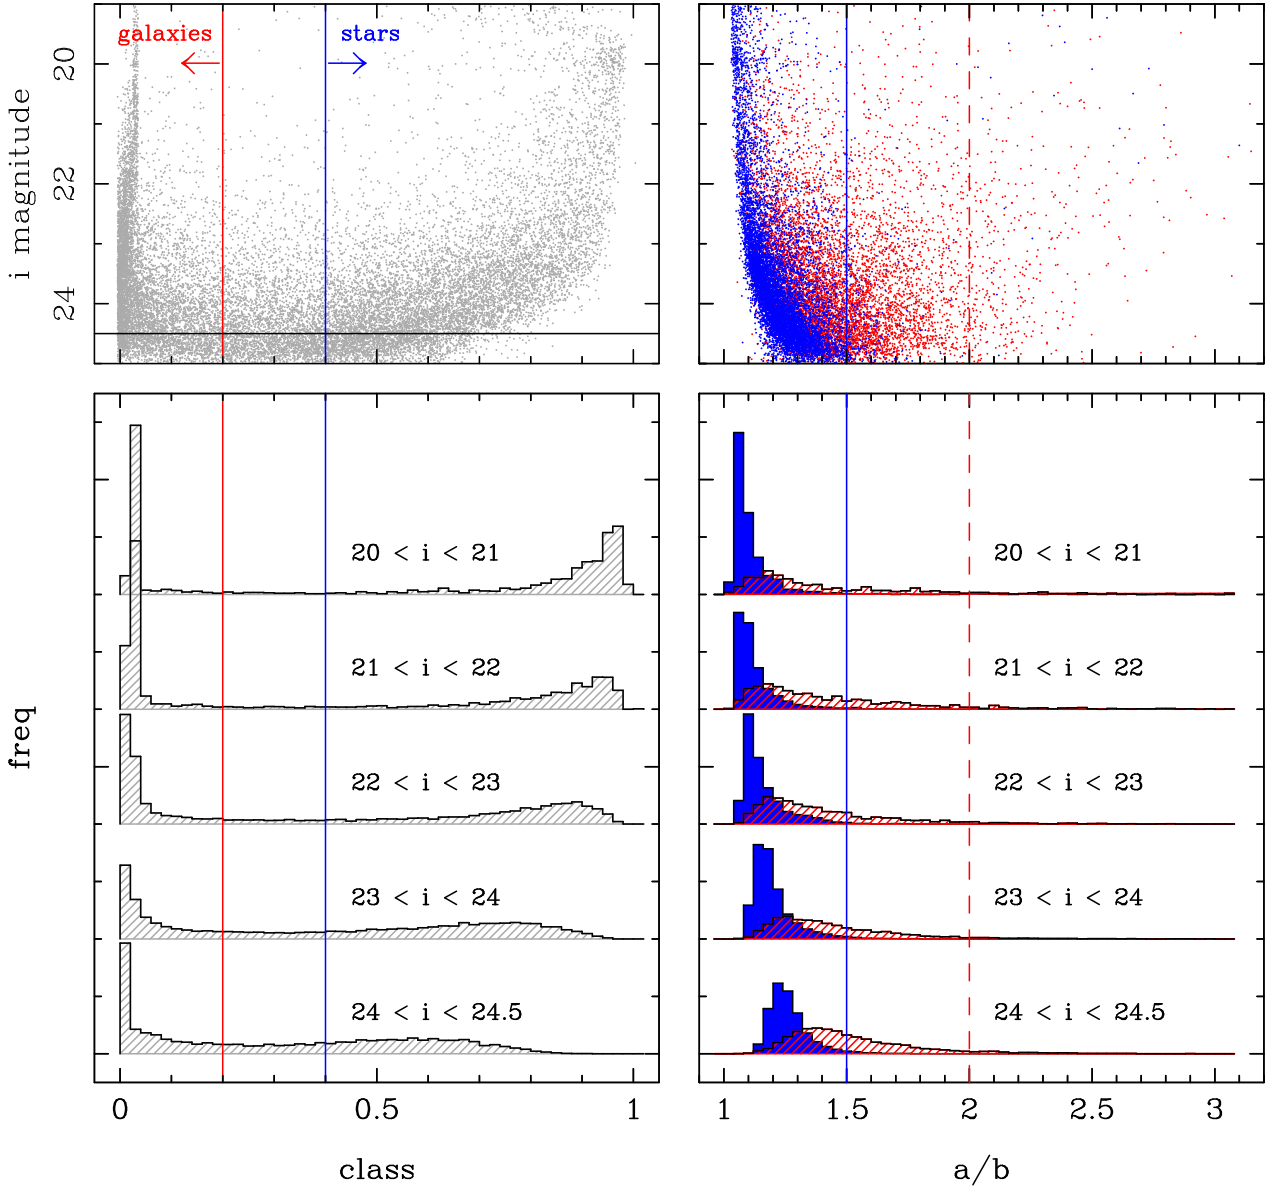 galaxies
stars
i magnitude
20
22
24
20 < i < 21
21 < i < 22
22 < i < 23
23 < i < 24
24 < i < 24.5
20 < i < 21
21 < i < 22
22 < i < 23
23 < i < 24
24 < i < 24.5
freq
0
0.5
1
1
1.5
2
2.5
3
class
a/b